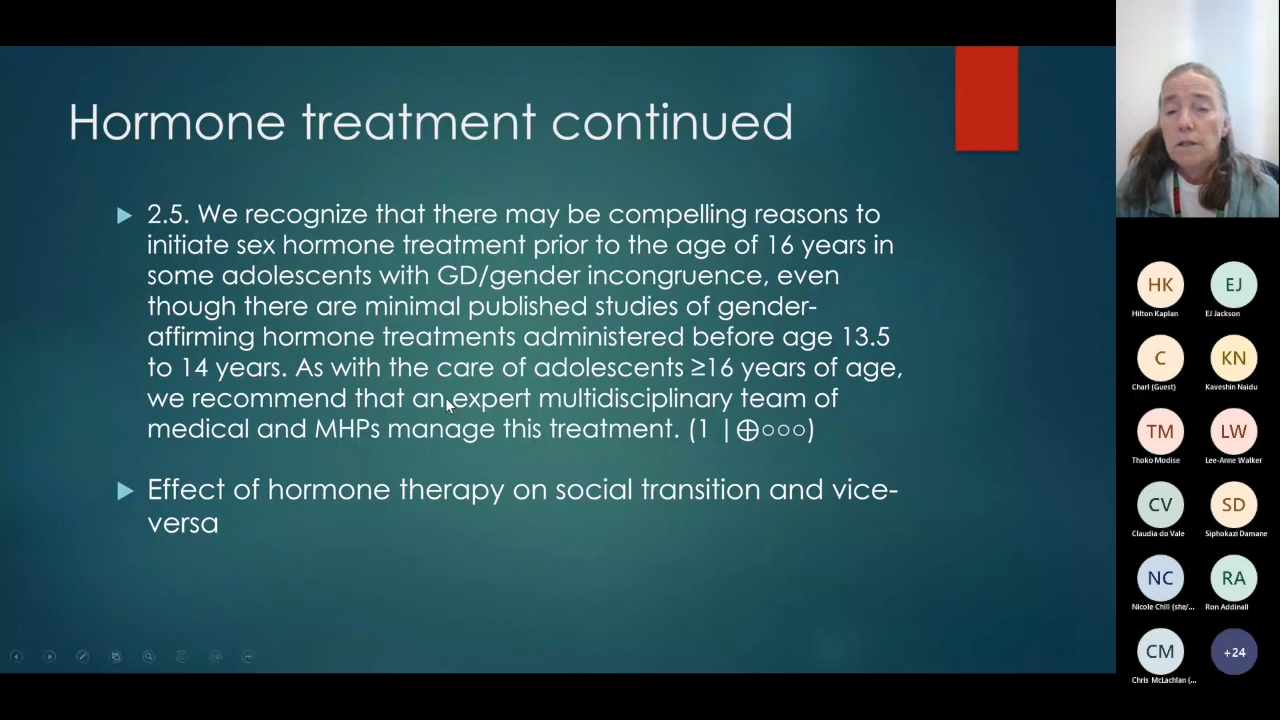 Hormone treatment continued
2.5. We recognize that there may be compelling reasons to
initiate sex hormone treatment prior to the age of 16 years in
some adolescents with GD/gender incongruence, even
though there are minimal published studies of gender-
affirming hormone treatments administered before age 13.5
to 14 years. As with the care of adolescents ≥16 years of age,
we recommend that an expert multidisciplinary team of
medical and MHPs manage this treatment. (1 |⨁○○○)
Effect of hormone therapy on social transition and vice-
versa
HK
EJ
Hilton Kaplan
EJ Jackson
C
KN
Charl (Guest)
Kaveshin Naidu
TM
LW
Thoko Modise
Lee-Anne Walker
CV
SD
Claudia do Vale
Siphokazi Damane
NC
RA
Nicole Chili (she/...
Ron Addinall
CM
+24
Chris McLachlan (...